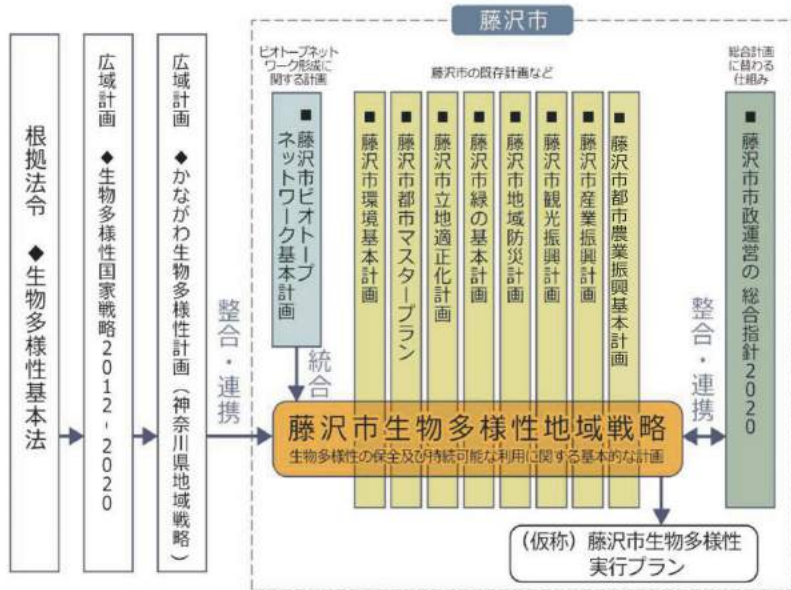 藤沢市
根拠法令 ◆生物多様性基本法
広域計画 ◆生物多様性国家戦略2012-2020
広域計画 ◆かながわ生物多様性計画(神奈川県地域戦略)
整合・連携
ビオトープネット
ワーク形成に
関する計画
■藤沢市ビオトープ
ネットワーク基本計画
統合
藤沢市の既存計画など
■藤沢市環境基本計画
■藤沢市都市マスタープラン
■藤沢市立地適正化計画
■藤沢市緑の基本計画
■藤沢市地域防災計画
■藤沢市観光振興計画
■藤沢市産業振興計画
■藤沢市都市農業振興基本計画
整合・連携
総合計画
に替わる
仕組み
■藤沢市市政運営の 総合指針2020
藤沢市生物多様性地域戦略
生物多様性の保全及び持続可能な利用に関する基本的な計画
(仮称)藤沢市生物多様性
実行プラン